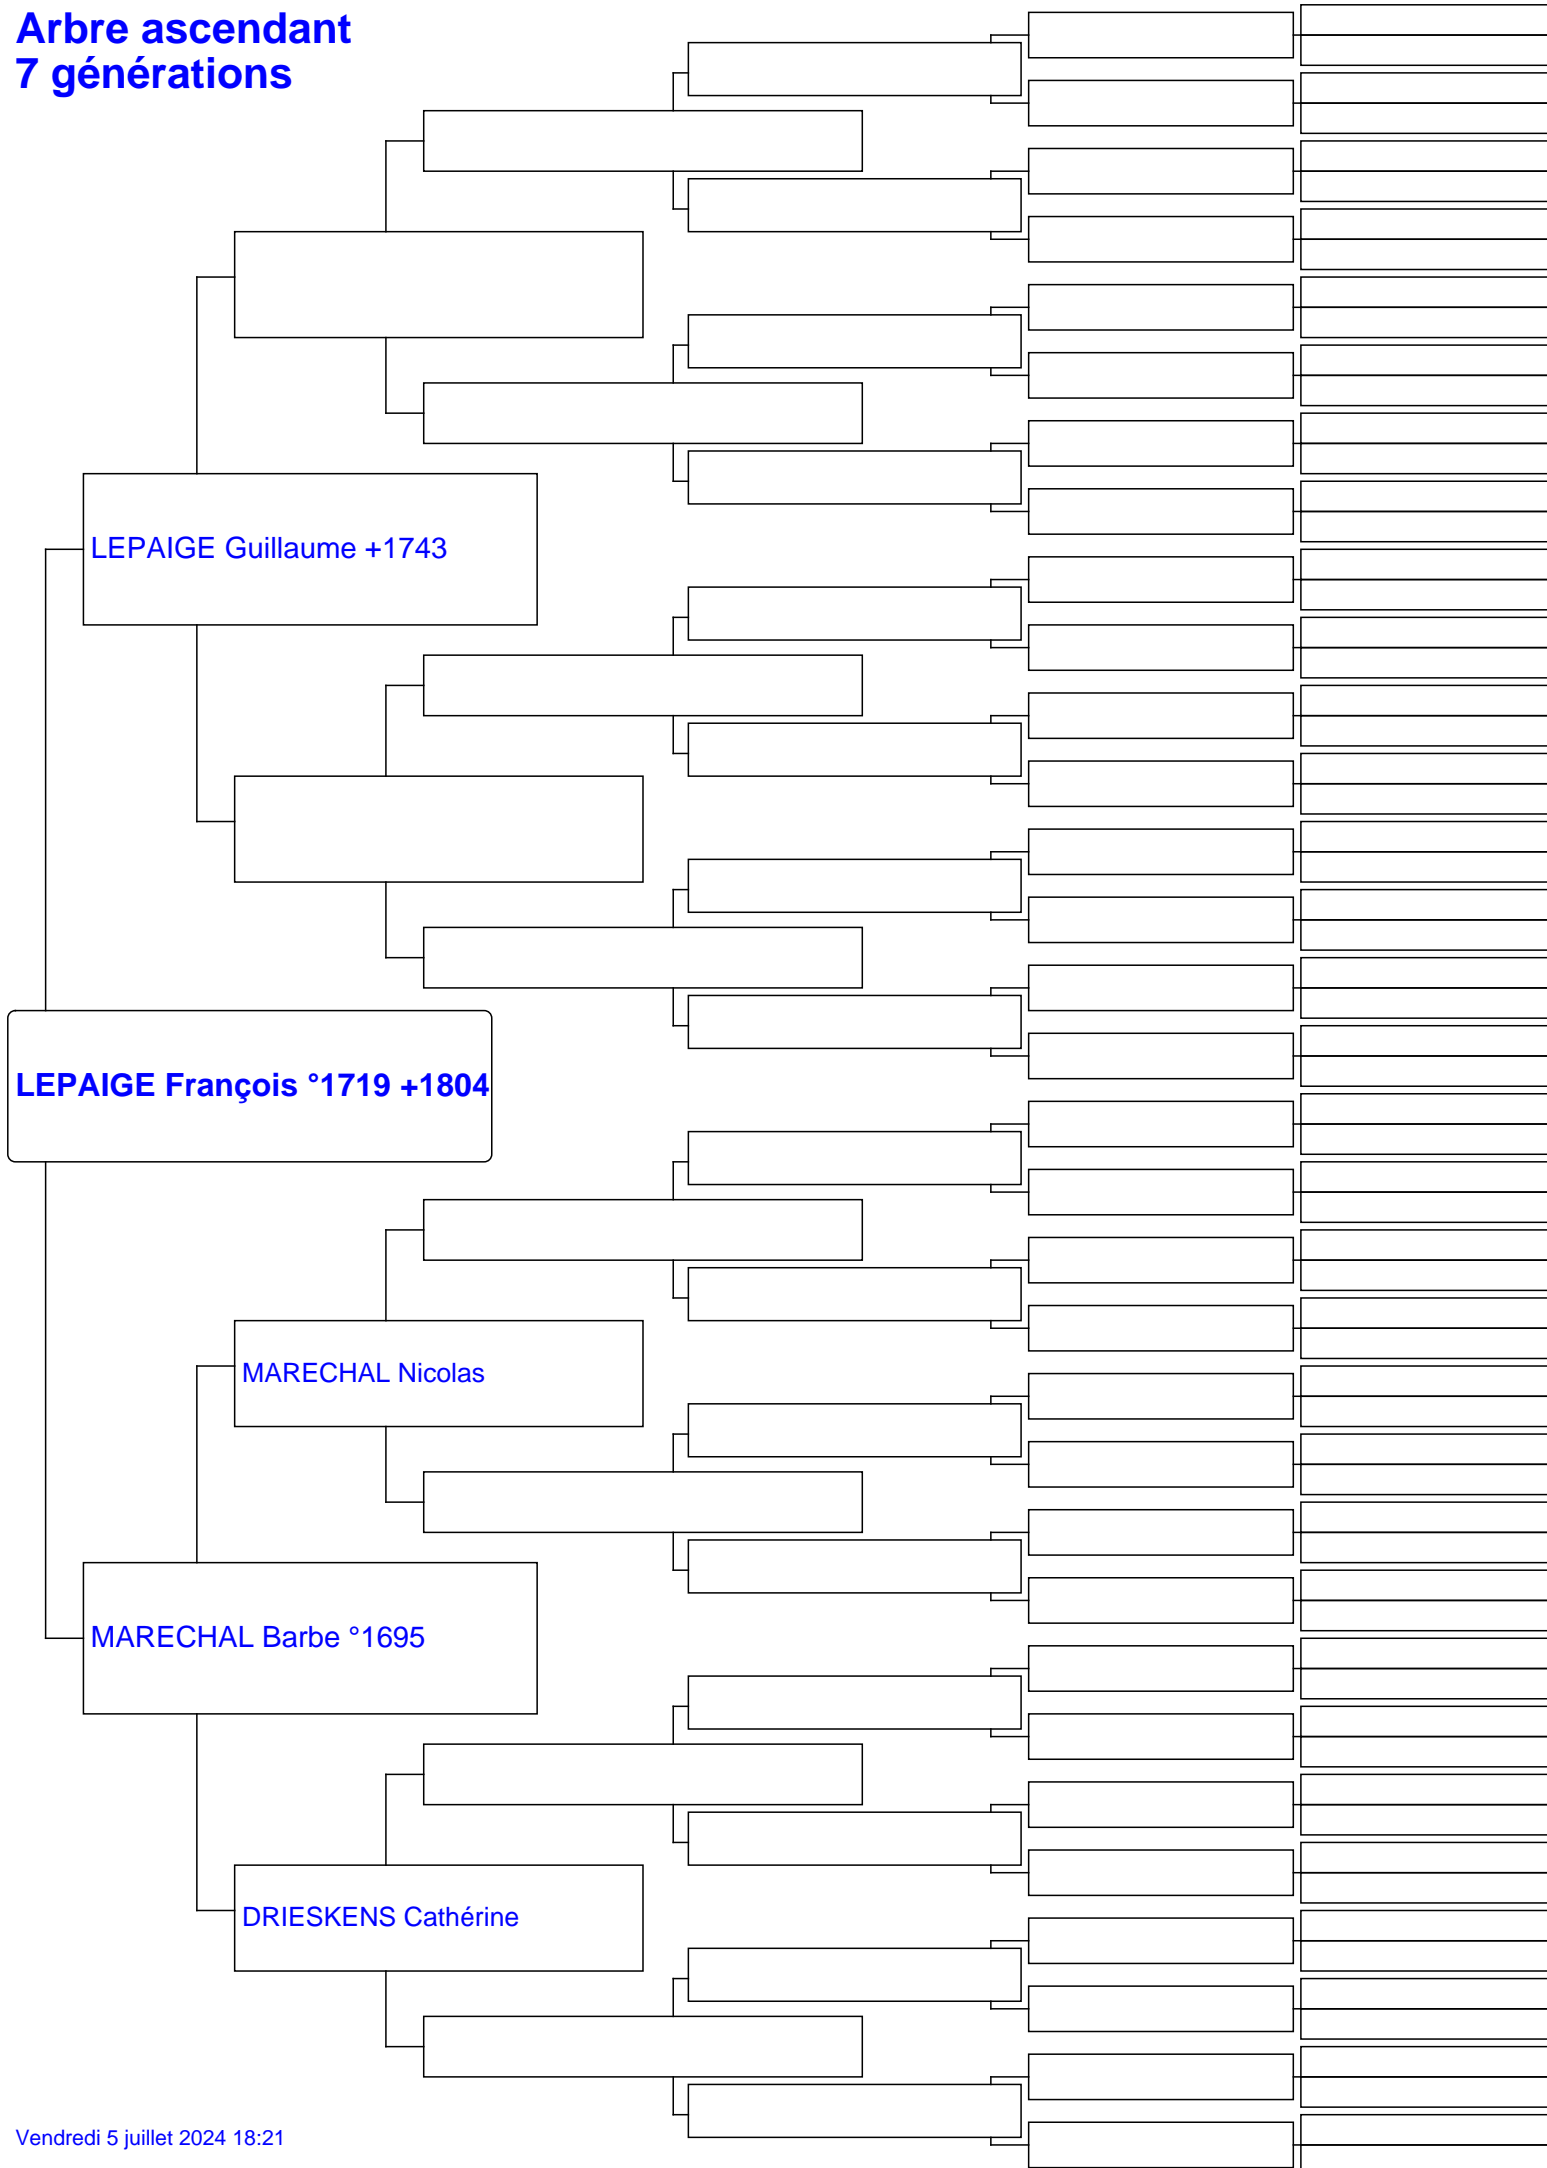 Arbre ascendant
7 générations
LEPAIGE Guillaume +1743
LEPAIGE François °1719 +1804
MARECHAL Nicolas
MARECHAL Barbe °1695
DRIESKENS Cathérine
Vendredi 5 juillet 2024 18:21